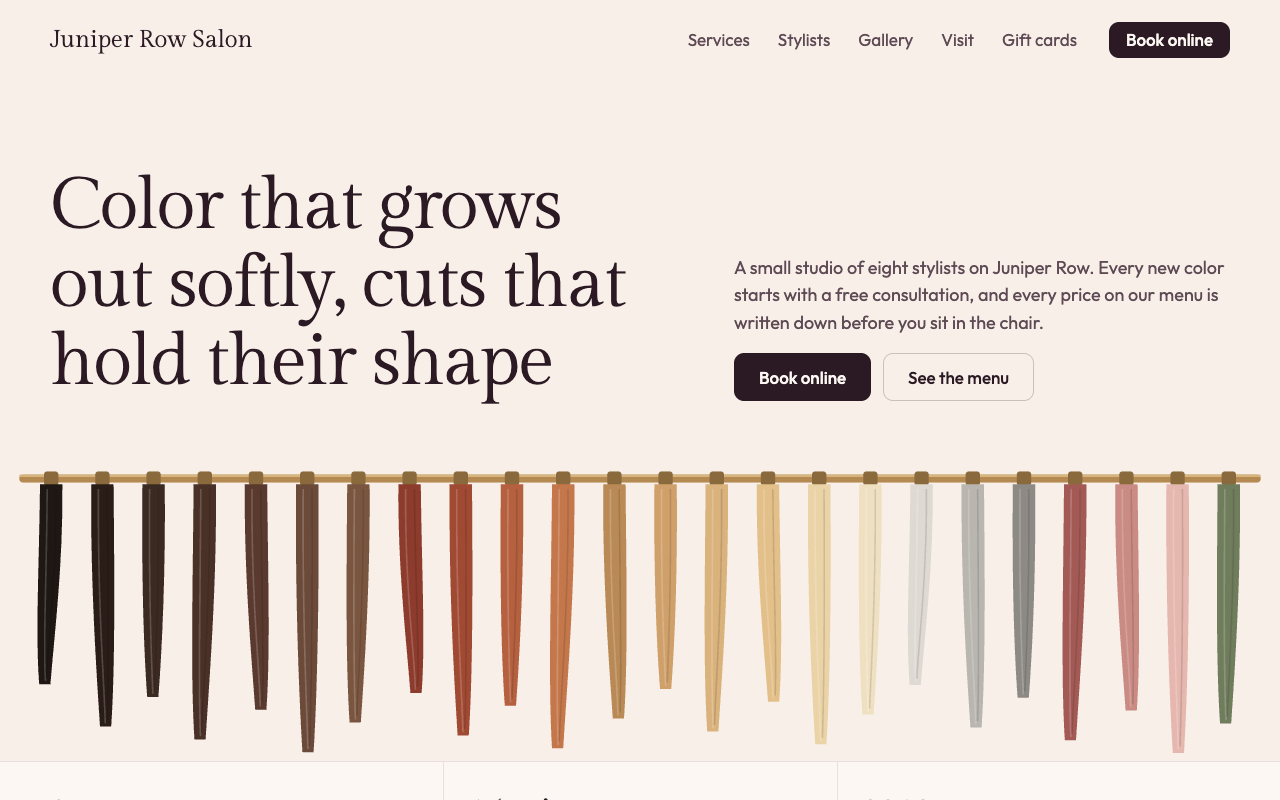 Juniper Row Salon
Services Stylists Gallery Visit Gift cards Book online
Color that grows
out softly, cuts that
hold their shape
A small studio of eight stylists on Juniper Row. Every new color
starts with a free consultation, and every price on our menu is
written down before you sit in the chair.
Book online See the menu